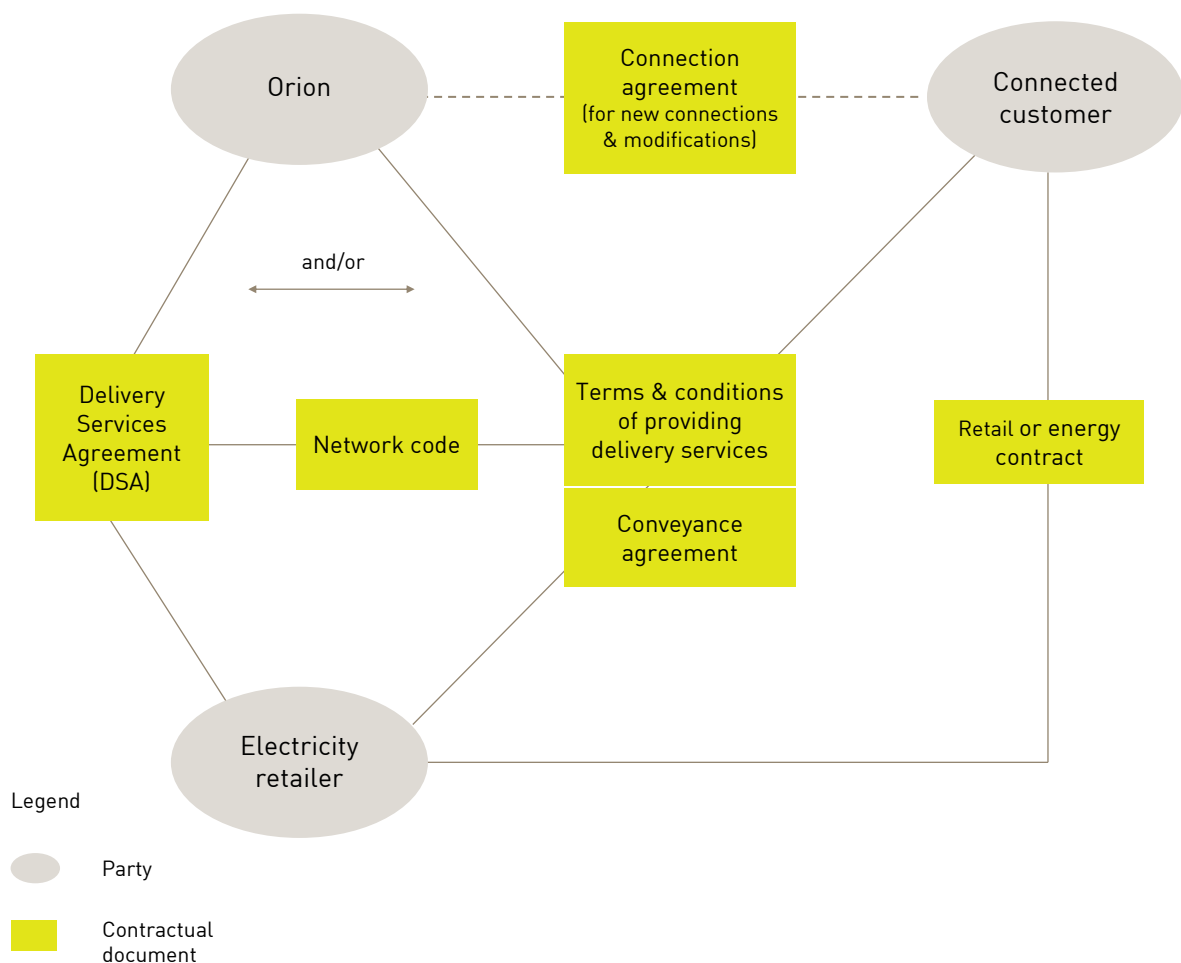 Orion
Connection
agreement
(for new connections
& modifications)
Connected
customer
and/or
Delivery
Services
Agreement
(DSA)
Network code
Terms & conditions
of providing
delivery services
Conveyance
agreement
Retail or energy
contract
Electricity
retailer
Legend
Party
Contractual
document